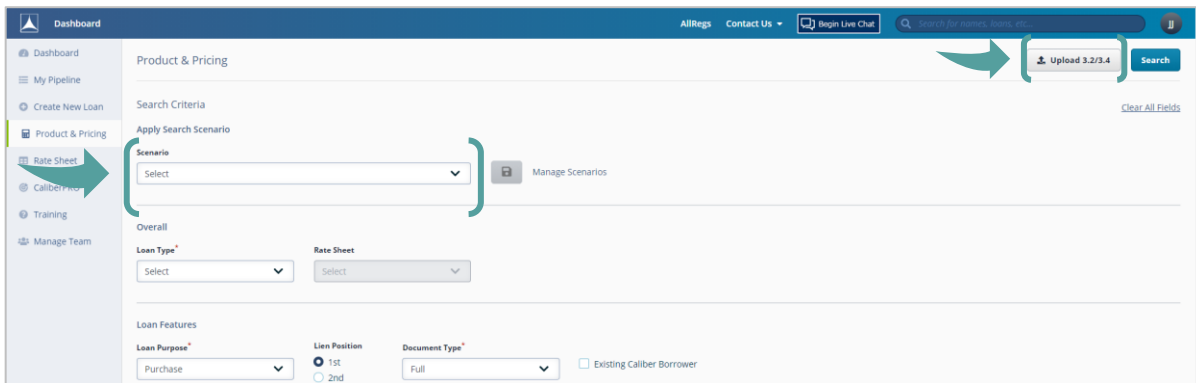 Dashboard
AllRegs Contact Us Begin Live Chat Search for names, loans, etc... JJ
Dashboard
My Pipeline
Create New Loan
Product & Pricing
Rate Sheet
CaliberPRO
Training
Manage Team
Product & Pricing
Upload 3.2/3.4 Search
Search Criteria
Clear All Fields
Apply Search Scenario
Scenario
Select
Manage Scenarios
Overall
Loan Type* Rate Sheet
Select Select
Loan Features
Loan Purpose* Lien Position Document Type*
Purchase 1st Full Existing Caliber Borrower
2nd